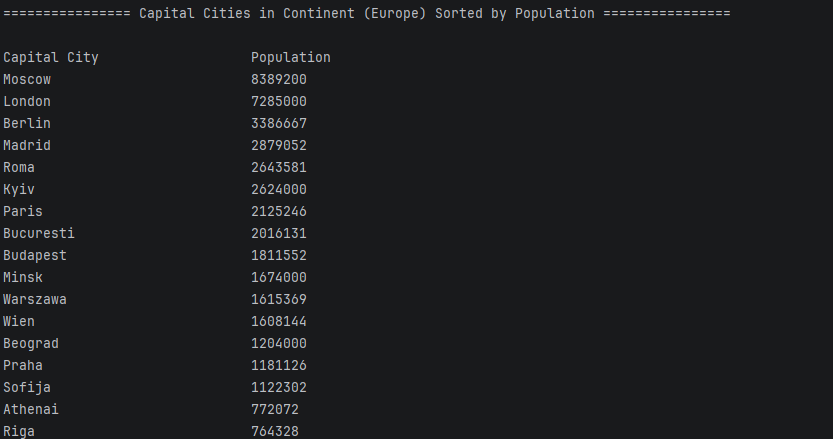 ================ Capital Cities in Continent (Europe) Sorted by Population ================
Capital City Population
Moscow 8389200
London 7285000
Berlin 3386667
Madrid 2879052
Roma 2643581
Kyiv 2624000
Paris 2125246
Bucuresti 2016131
Budapest 1811552
Minsk 1674000
Warszawa 1615369
Wien 1608144
Beograd 1204000
Praha 1181126
Sofija 1122302
Athenai 772072
Riga 764328